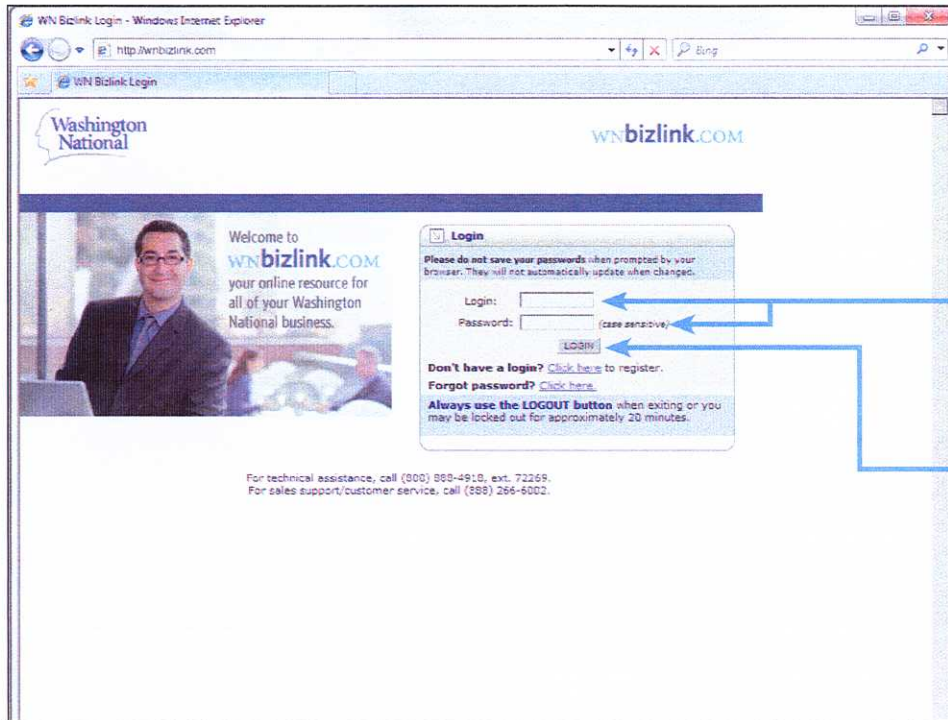 WN Bizlink Login - Windows Internet Explorer
http://wnbizlink.com
Bing
WN Bizlink Login
Washington
National
WNbizlink.COM
Welcome to
WNbizlink.COM
your online resource for
all of your Washington
National business.
Login
Please do not save your passwords when prompted by your
browser. They will not automatically update when changed.
Login:
Password:
(case sensitive)
LOGIN
Don't have a login? Click here to register.
Forgot password? Click here.
Always use the LOGOUT button when exiting or you
may be locked out for approximately 20 minutes.
For technical assistance, call (800) 888-4918, ext. 72269.
For sales support/customer service, call (888) 266-6002.